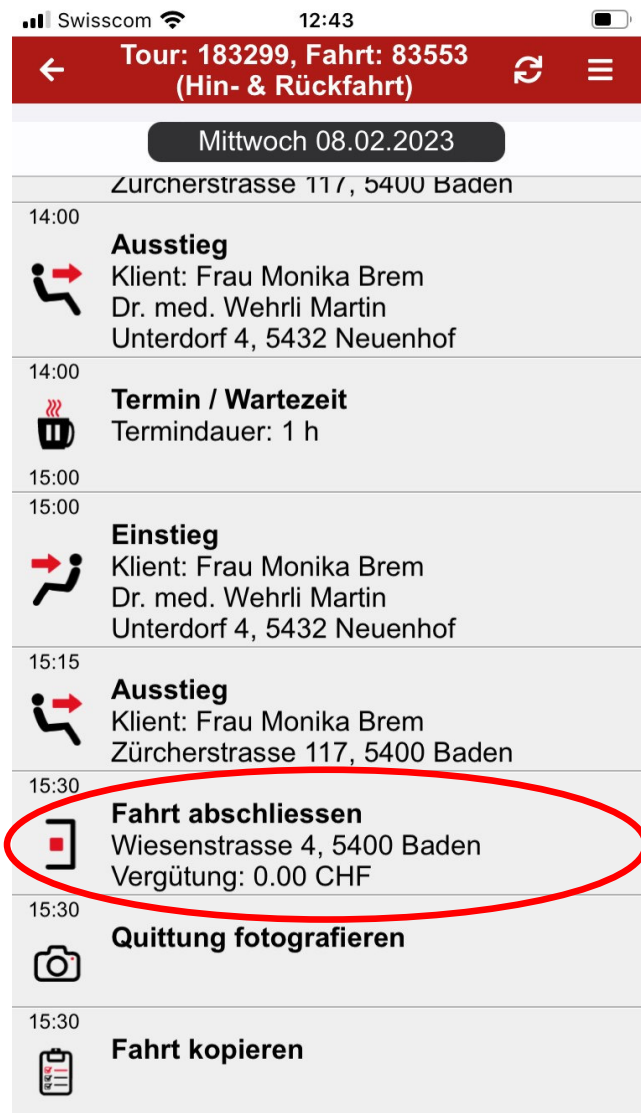 Swisscom
12:43
Tour: 183299, Fahrt: 83553
(Hin- & Rückfahrt)
Mittwoch 08.02.2023
Zürcherstrasse 117, 5400 Baden
14:00
Ausstieg
Klient: Frau Monika Brem
Dr. med. Wehrli Martin
Unterdorf 4, 5432 Neuenhof
14:00
Termin / Wartezeit
Termindauer: 1 h
15:00
15:00
Einstieg
Klient: Frau Monika Brem
Dr. med. Wehrli Martin
Unterdorf 4, 5432 Neuenhof
15:15
Ausstieg
Klient: Frau Monika Brem
Zürcherstrasse 117, 5400 Baden
15:30
Fahrt abschliessen
Wiesenstrasse 4, 5400 Baden
Vergütung: 0.00 CHF
15:30
Quittung fotografieren
15:30
Fahrt kopieren